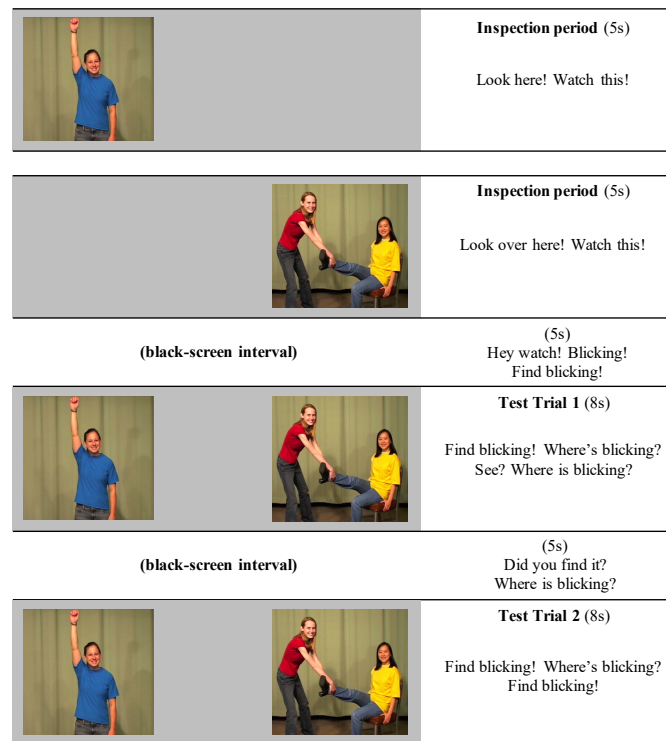 Inspection period (5s)
Look here! Watch this!
Inspection period (5s)
Look over here! Watch this!
(black-screen interval)
(5s)
Hey watch! Blicking!
Find blicking!
Test Trial 1 (8s)
Find blicking! Where's blicking?
See? Where is blicking?
(black-screen interval)
(5s)
Did you find it?
Where is blicking?
Test Trial 2 (8s)
Find blicking! Where's blicking?
Find blicking!